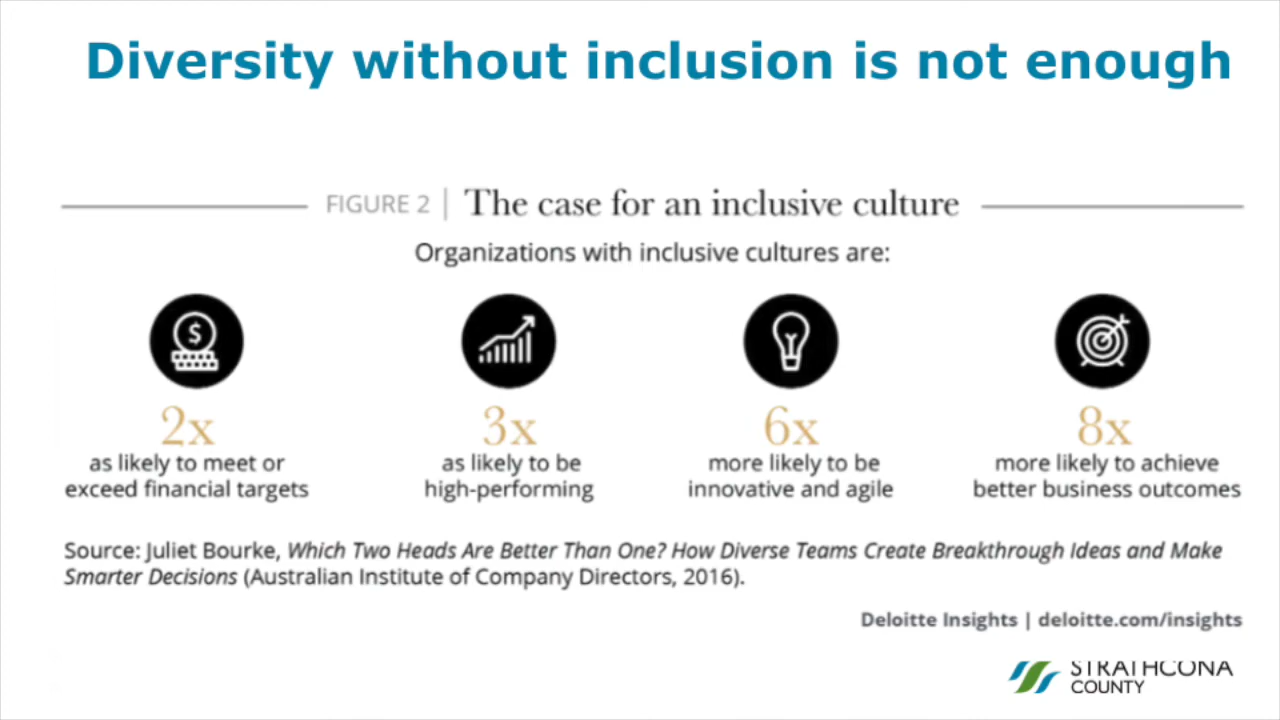 Diversity without inclusion is not enough
FIGURE 2 | The case for an inclusive culture
Organizations with inclusive cultures are:
$
2x
as likely to meet or
exceed financial targets
3x
as likely to be
high-performing
6x
more likely to be
innovative and agile
8x
more likely to achieve
better business outcomes
Source: Juliet Bourke, Which Two Heads Are Better Than One? How Diverse Teams Create Breakthrough Ideas and Make
Smarter Decisions (Australian Institute of Company Directors, 2016).
Deloitte Insights | deloitte.com/insights
STRATHCONA
COUNTY